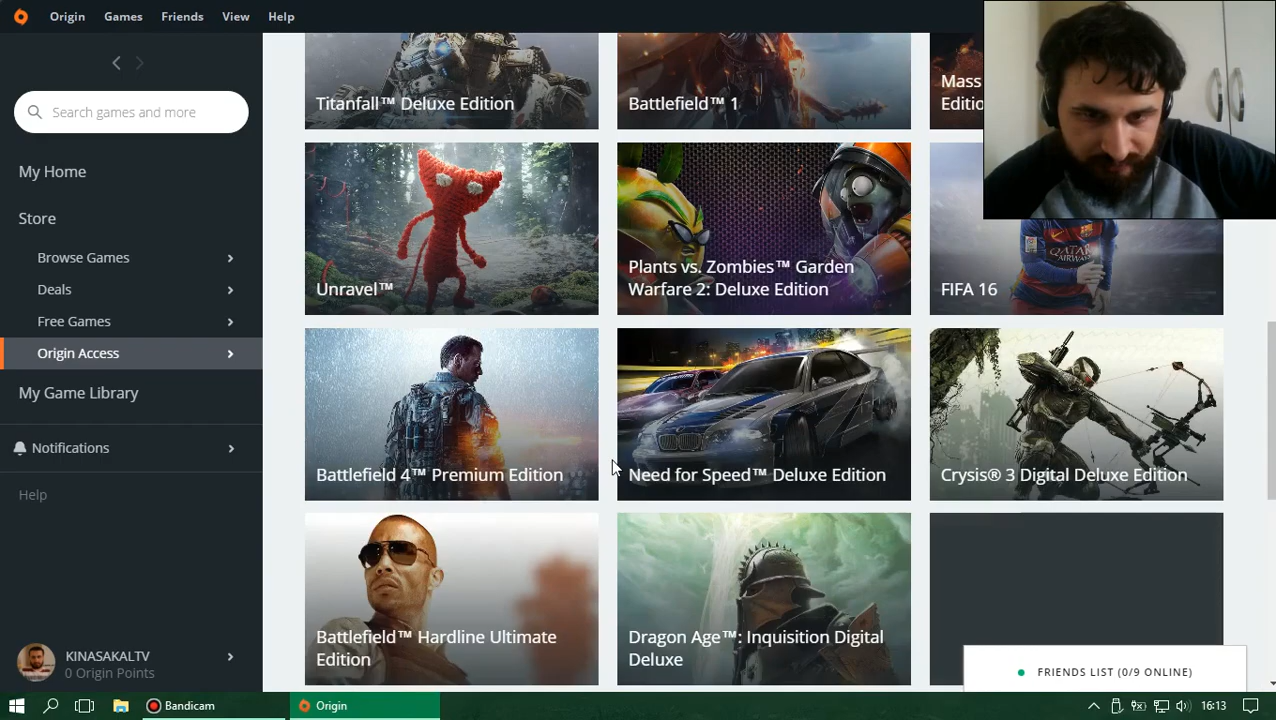 Origin Games Friends View Help
Search games and more
My Home
Store
Browse Games
Deals
Free Games
Origin Access
My Game Library
Notifications
Help
KINASAKALTV
0 Origin Points
Titanfall™ Deluxe Edition
Battlefield™ 1
Mass
Editio
Unravel™
Plants vs. Zombies™ Garden
Warfare 2: Deluxe Edition
QATAR
AIRWAYS
FIFA 16
Battlefield 4™ Premium Edition
Need for Speed™ Deluxe Edition
Crysis® 3 Digital Deluxe Edition
Battlefield™ Hardline Ultimate
Edition
Dragon Age™: Inquisition Digital
Deluxe
FRIENDS LIST (0/9 ONLINE)
Bandicam
Origin
16:13